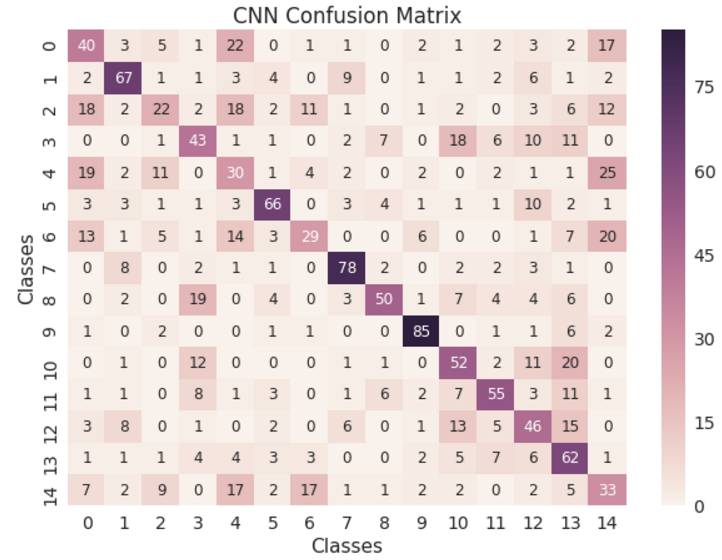 CNN Confusion Matrix
0 40 3 5 1 22 0 1 1 0 2 1 2 3 2 17
1 2 67 1 1 3 4 0 9 0 1 1 2 6 1 2
2 18 2 22 2 18 2 11 1 0 1 2 0 3 6 12
3 0 0 1 43 1 1 0 2 7 0 18 6 10 11 0
4 19 2 11 0 30 1 4 2 0 2 0 2 1 1 25
5 3 3 1 1 3 66 0 3 4 1 1 1 10 2 1
6 13 1 5 1 14 3 29 0 0 6 0 0 1 7 20
7 0 8 0 2 1 1 0 78 2 0 2 2 3 1 0
8 0 2 0 19 0 4 0 3 50 1 7 4 4 6 0
9 1 0 2 0 0 1 1 0 0 85 0 1 1 6 2
10 0 1 0 12 0 0 0 1 1 0 52 2 11 20 0
11 1 1 0 8 1 3 0 1 6 2 7 55 3 11 1
12 3 8 0 1 0 2 0 6 0 1 13 5 46 15 0
13 1 1 1 4 4 3 3 0 0 2 5 7 6 62 1
14 7 2 9 0 17 2 17 1 1 2 2 0 2 5 33
0 1 2 3 4 5 6 7 8 9 10 11 12 13 14
Classes
Classes
75
60
45
30
15
0